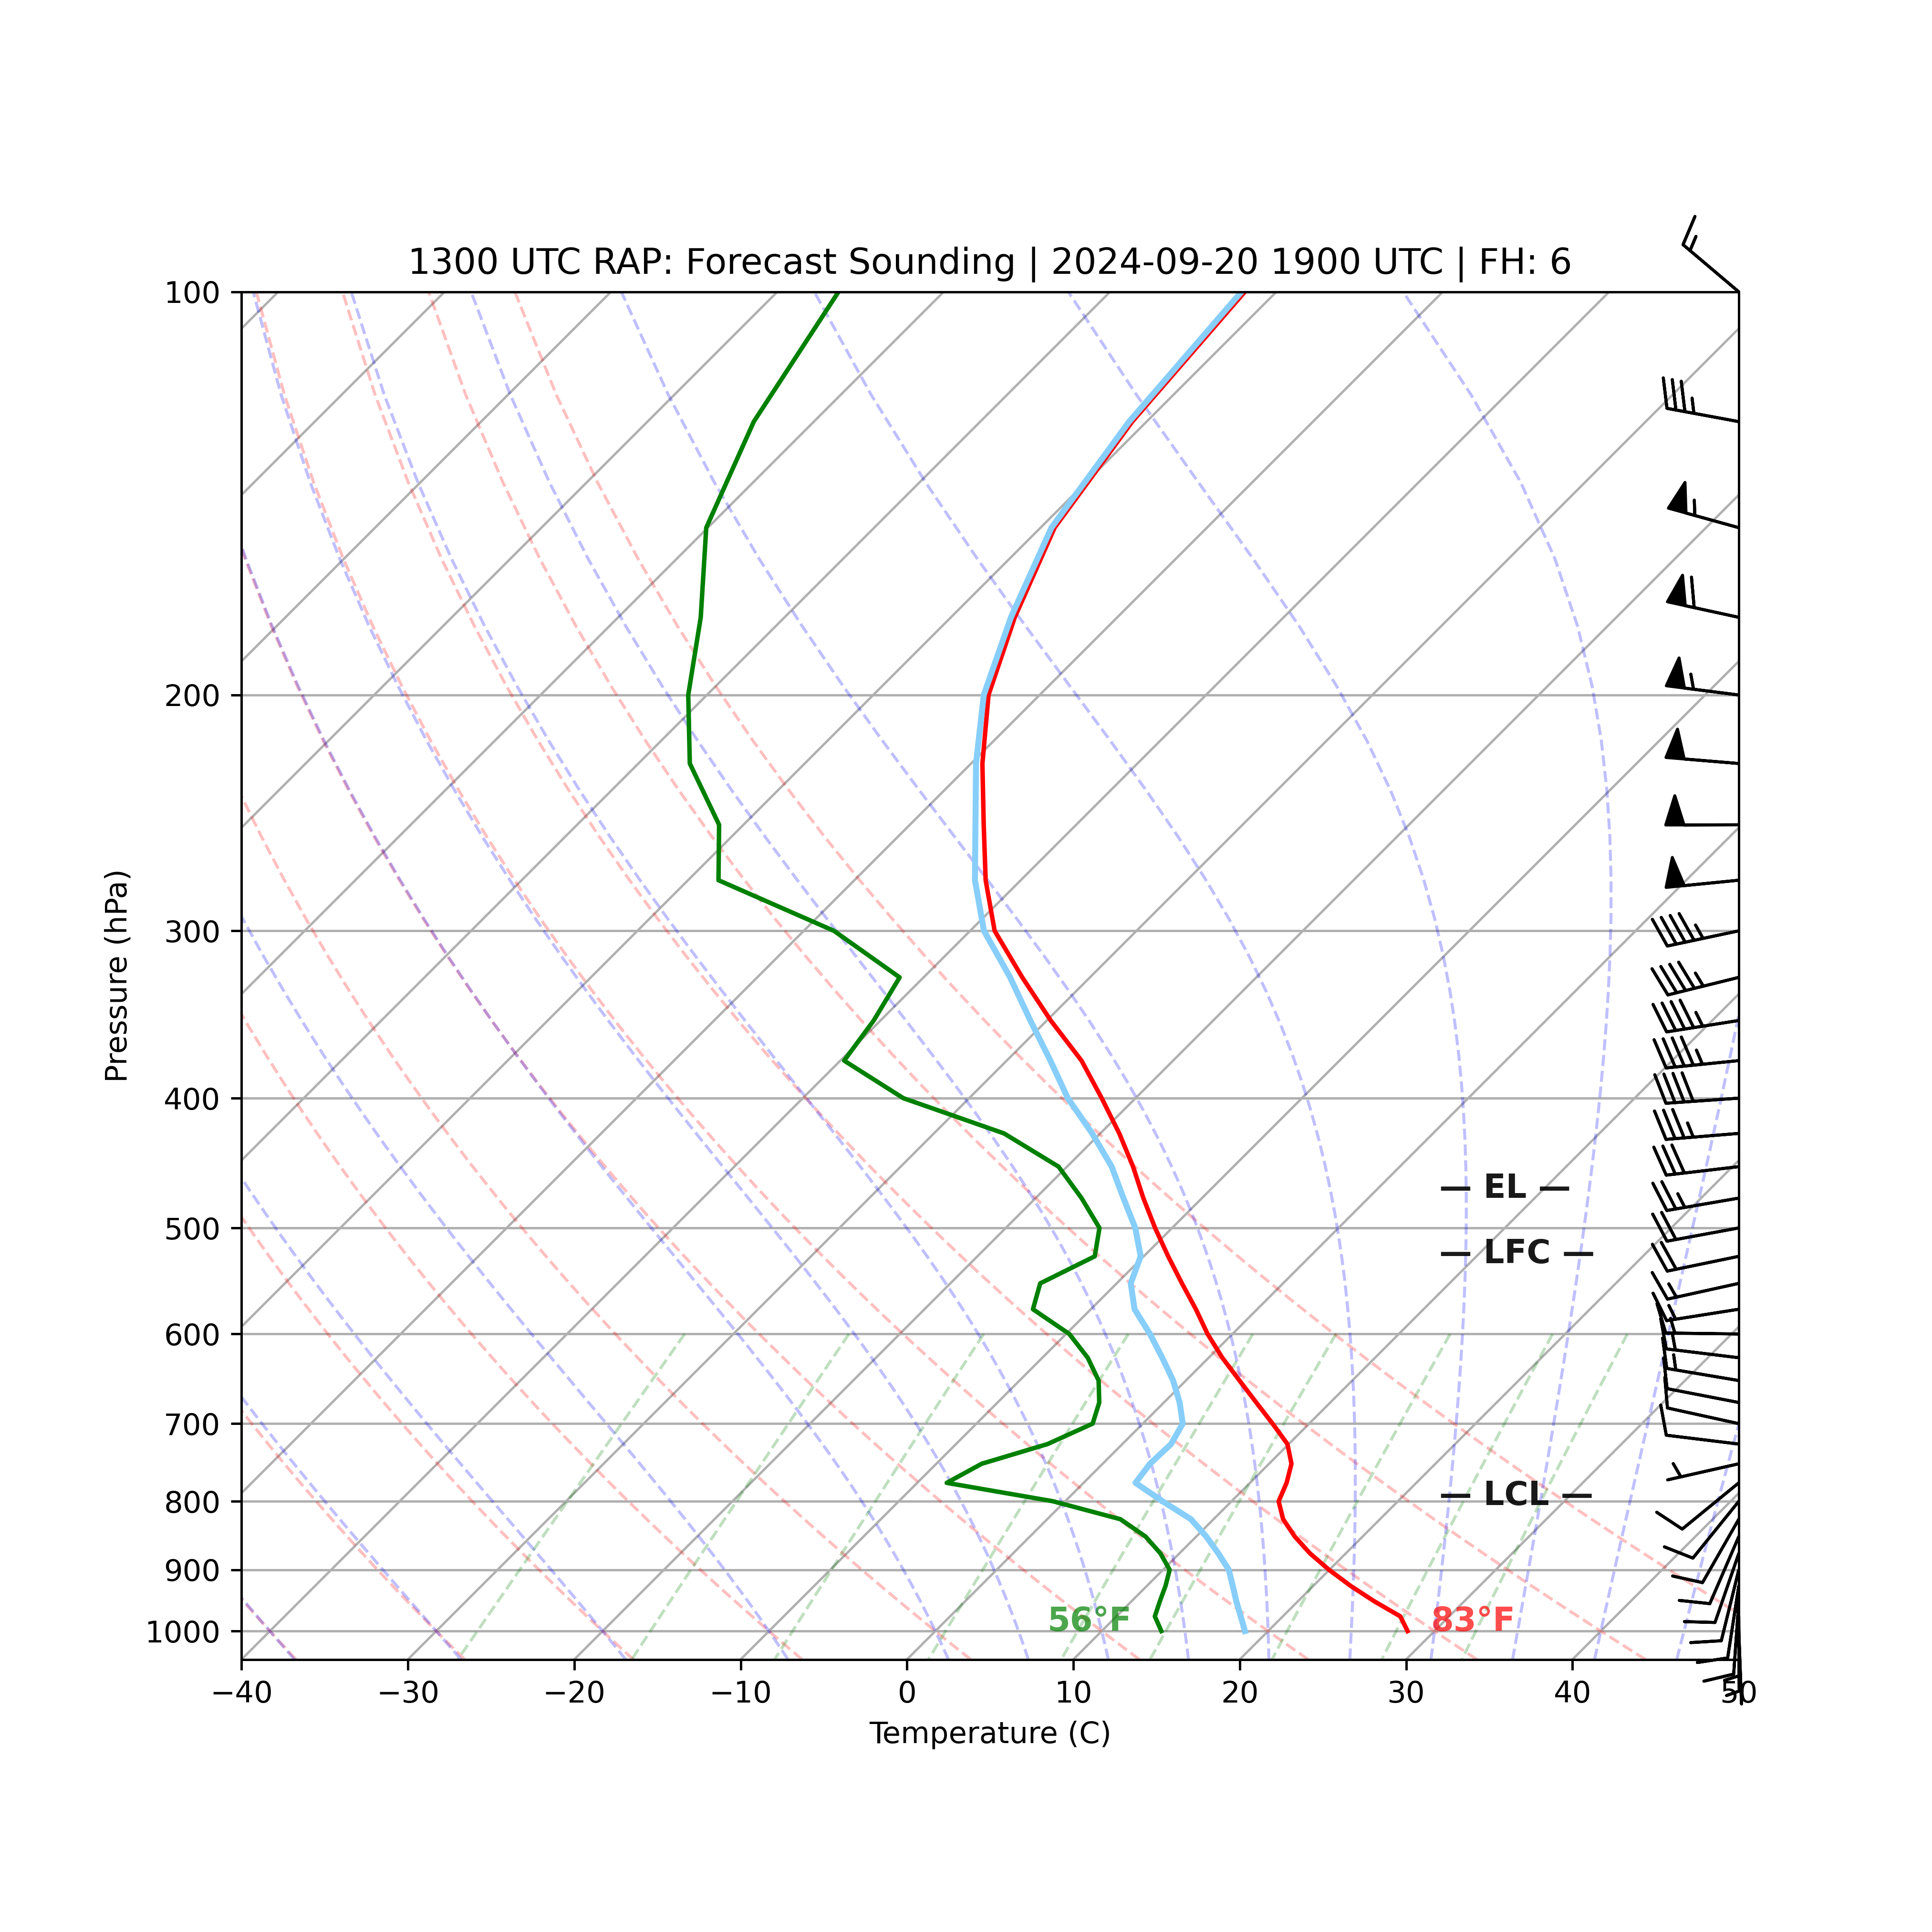 1300 UTC RAP: Forecast Sounding | 2024-09-20 1900 UTC | FH: 6
100
200
300
400
500
600
700
800
900
1000
Pressure (hPa)
— EL —
— LFC —
— LCL —
56°F
83°F
−40
−30
−20
−10
0
10
20
30
40
50
Temperature (C)